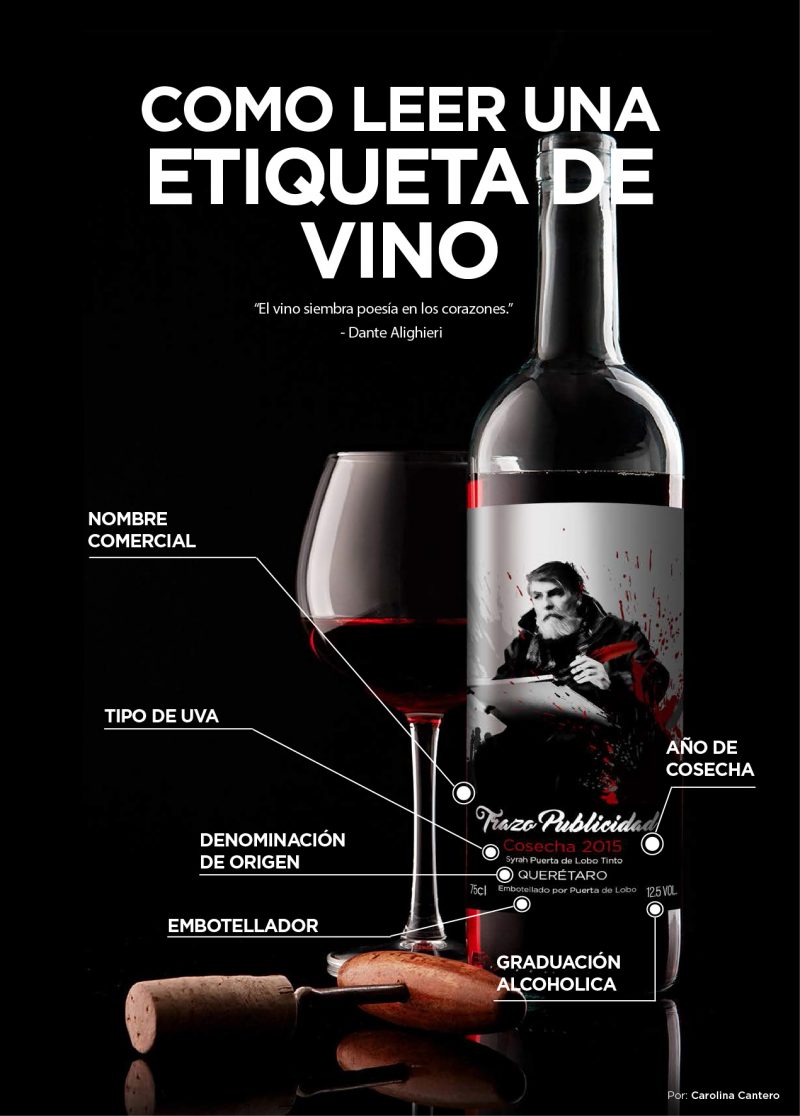 COMO LEER UNA
ETIQUETA DE
VINO
“El vino siembra poesía en los corazones.”
- Dante Alighieri
NOMBRE
COMERCIAL
TIPO DE UVA
AÑO DE
COSECHA
DENOMINACIÓN
DE ORIGEN
EMBOTELLADOR
GRADUACIÓN
ALCOHOLICA
Trazo Publicidad
Cosecha 2015
Syrah Puerta de Lobo Tinto
QUERÉTARO
75cl
Embotellado por Puerta de Lobo
12.5 VOL.
Por: Carolina Cantero